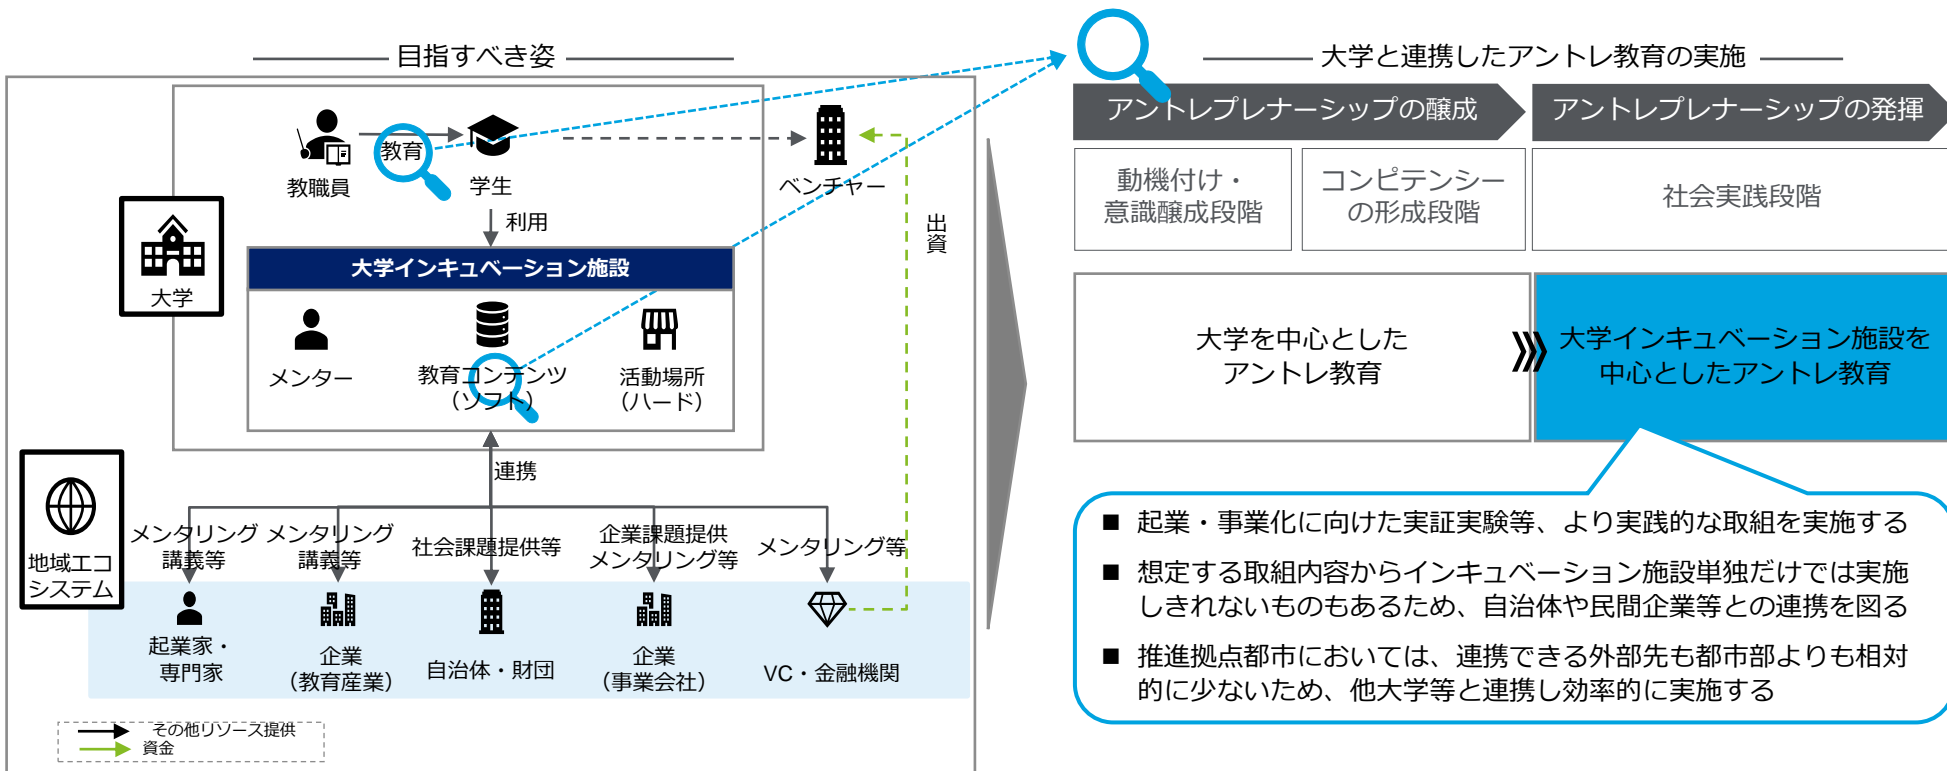 目指すべき姿
教職員
教育
学生
ベンチャー
利用
出資
大学
大学インキュベーション施設
メンター
教育コンテンツ
（ソフト）
活動場所
（ハード）
連携
地域エコ
システム
メンタリング
講義等
メンタリング
講義等
社会課題提供等
企業課題提供
メンタリング等
メンタリング等
起業家・
専門家
企業
（教育産業）
自治体・財団
企業
（事業会社）
VC・金融機関
その他リソース提供
資金
大学と連携したアントレ教育の実施
アントレプレナーシップの醸成
アントレプレナーシップの発揮
動機付け・
意識醸成段階
コンピテンシー
の形成段階
社会実践段階
大学を中心とした
アントレ教育
大学インキュベーション施設を
中心としたアントレ教育
■ 起業・事業化に向けた実証実験等、より実践的な取組を実施する
■ 想定する取組内容からインキュベーション施設単独だけでは実施
しきれないものもあるため、自治体や民間企業等との連携を図る
■ 推進拠点都市においては、連携できる外部先も都市部よりも相対
的に少ないため、他大学等と連携し効率的に実施する